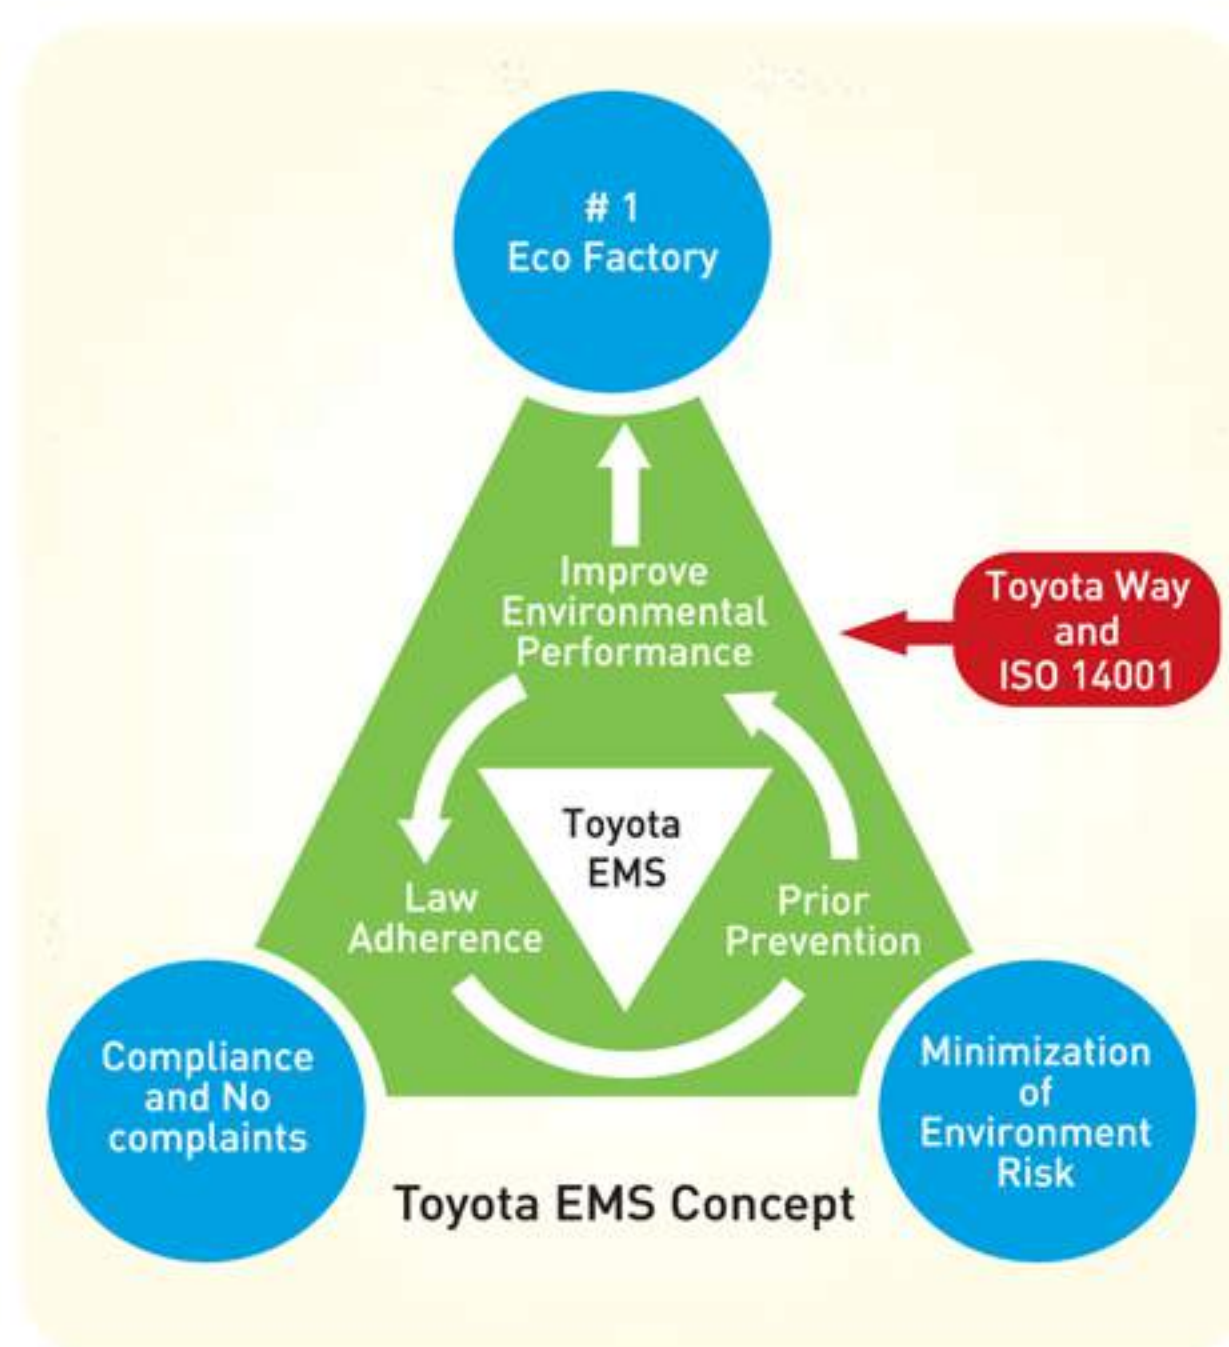 # 1
Eco Factory
Improve
Environmental
Performance
Toyota Way
and
ISO 14001
Toyota
EMS
Law
Adherence
Prior
Prevention
Compliance
and No
complaints
Minimization
of
Environment
Risk
Toyota EMS Concept